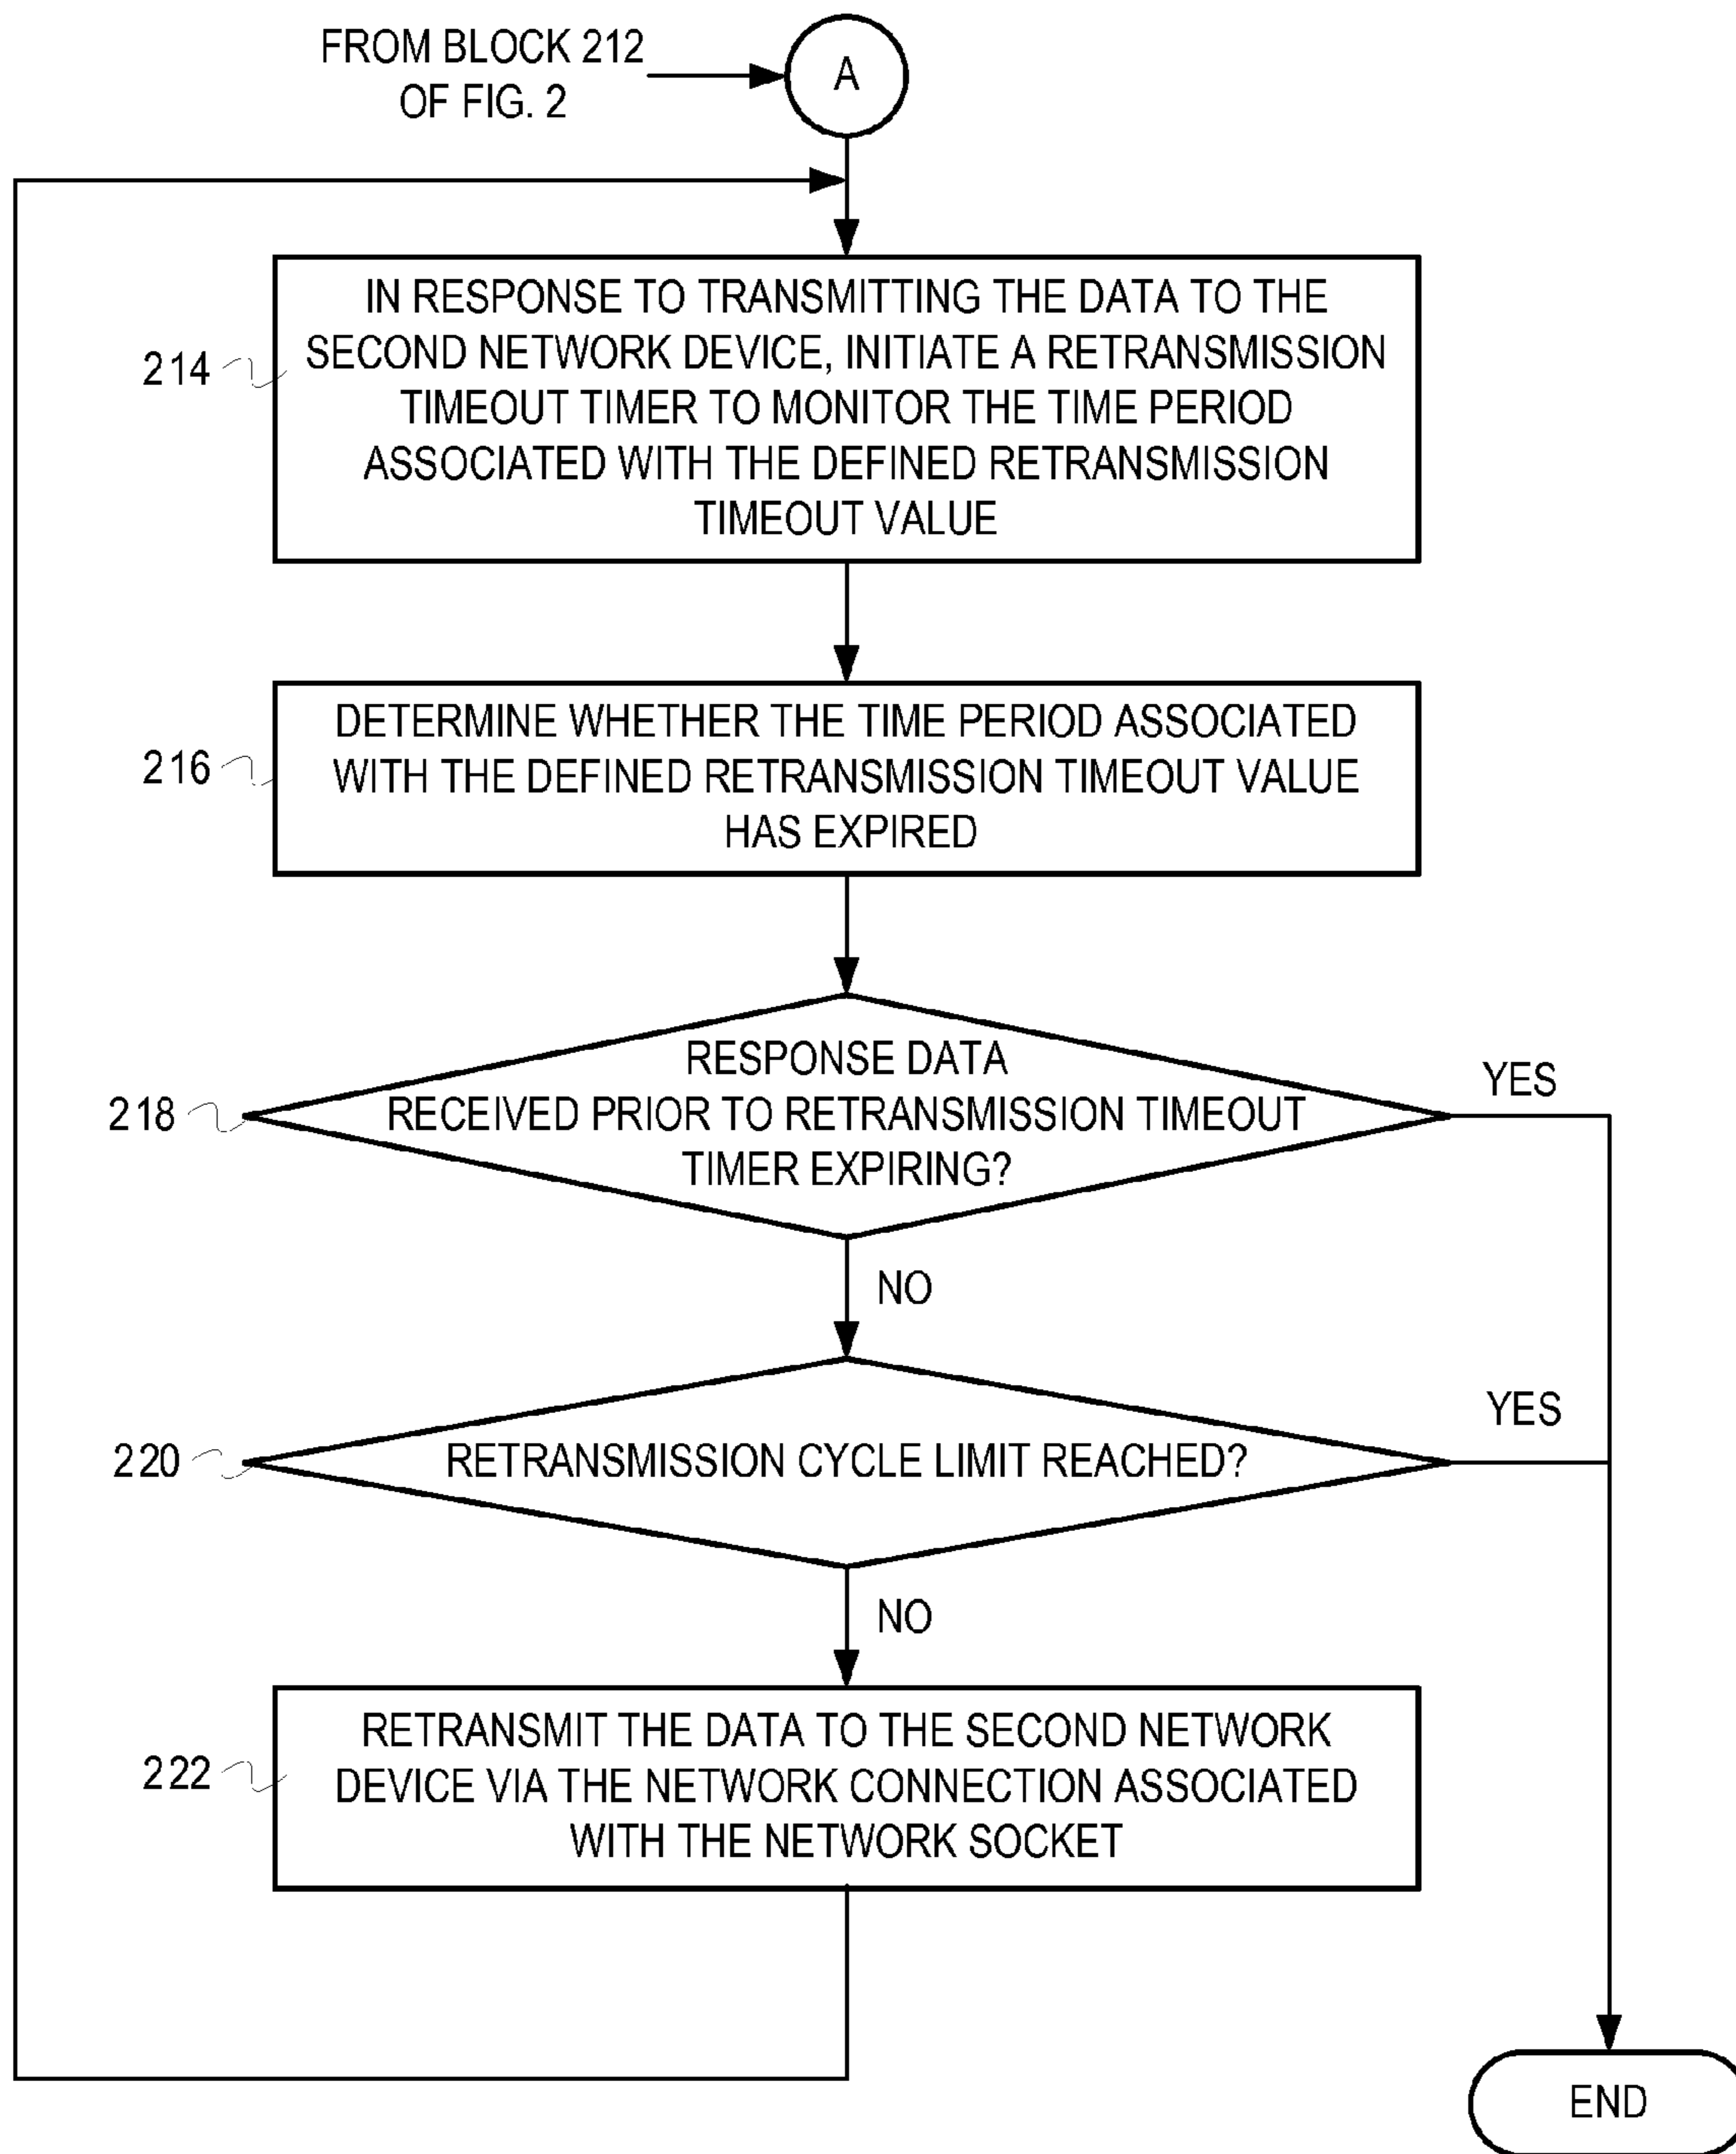 FROM BLOCK 212
OF FIG. 2
A
214
IN RESPONSE TO TRANSMITTING THE DATA TO THE
SECOND NETWORK DEVICE, INITIATE A RETRANSMISSION
TIMEOUT TIMER TO MONITOR THE TIME PERIOD
ASSOCIATED WITH THE DEFINED RETRANSMISSION
TIMEOUT VALUE
216
DETERMINE WHETHER THE TIME PERIOD ASSOCIATED
WITH THE DEFINED RETRANSMISSION TIMEOUT VALUE
HAS EXPIRED
218
RESPONSE DATA
RECEIVED PRIOR TO RETRANSMISSION TIMEOUT
TIMER EXPIRING?
YES
NO
220
RETRANSMISSION CYCLE LIMIT REACHED?
YES
NO
222
RETRANSMIT THE DATA TO THE SECOND NETWORK
DEVICE VIA THE NETWORK CONNECTION ASSOCIATED
WITH THE NETWORK SOCKET
END